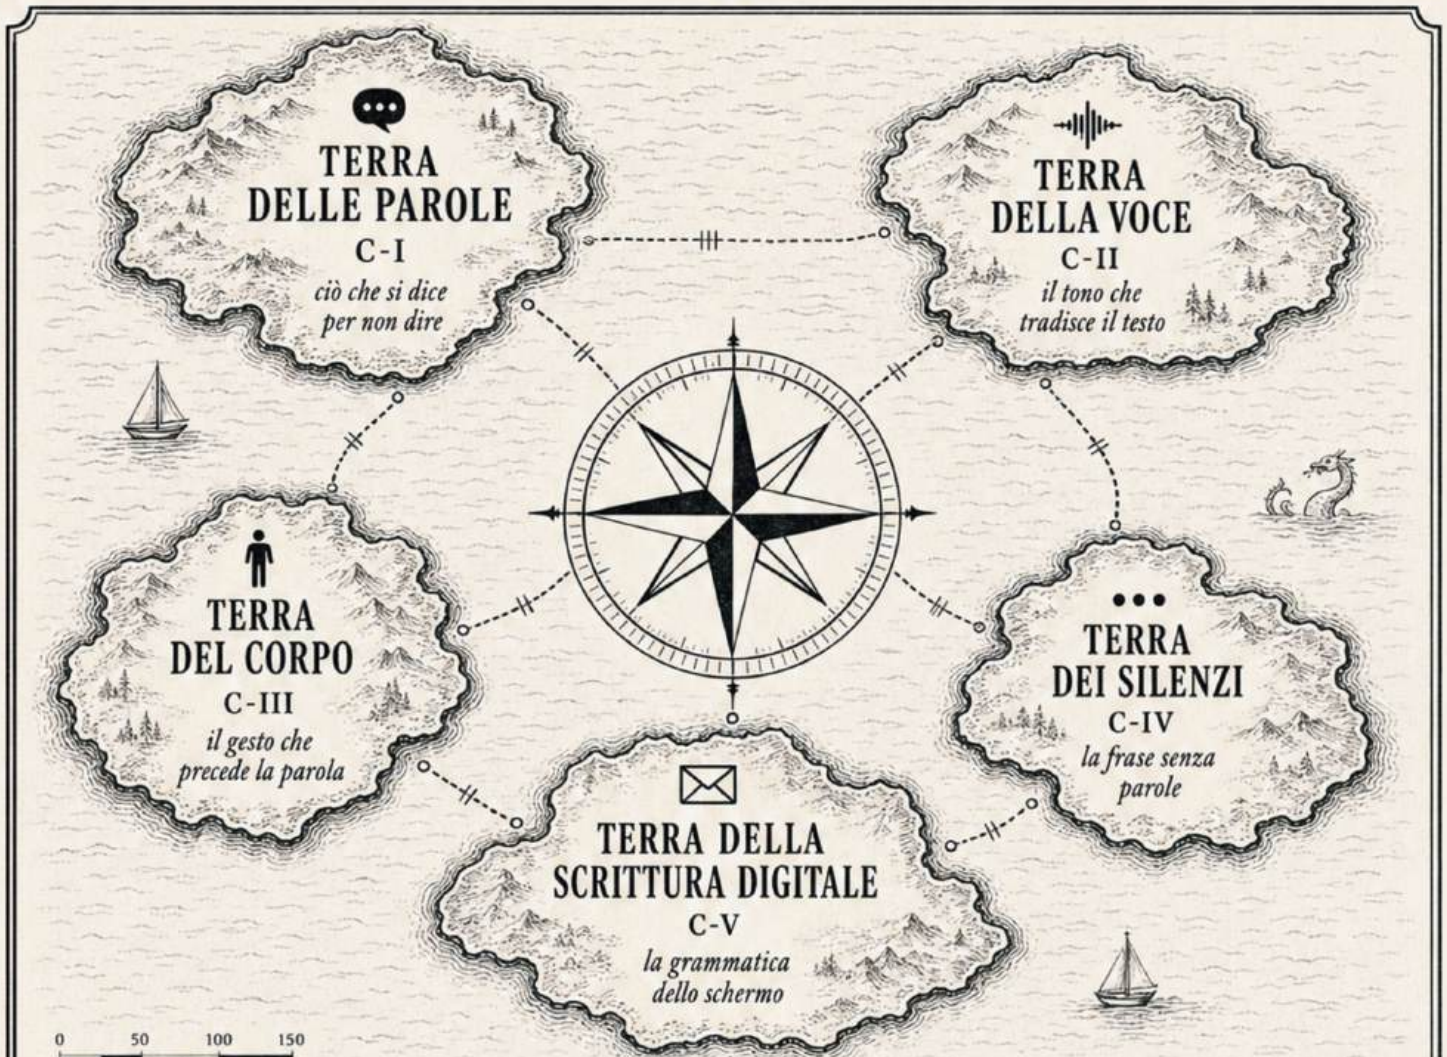 TERRA
DELLE PAROLE
C-I
ciò che si dice
per non dire
TERRA
DELLA VOCE
C-II
il tono che
tradisce il testo
TERRA
DEL CORPO
C-III
il gesto che
precede la parola
TERRA
DEI SILENZI
C-IV
la frase senza
parole
TERRA DELLA
SCRITTURA DIGITALE
C-V
la grammatica
dello schermo
0 50 100 150